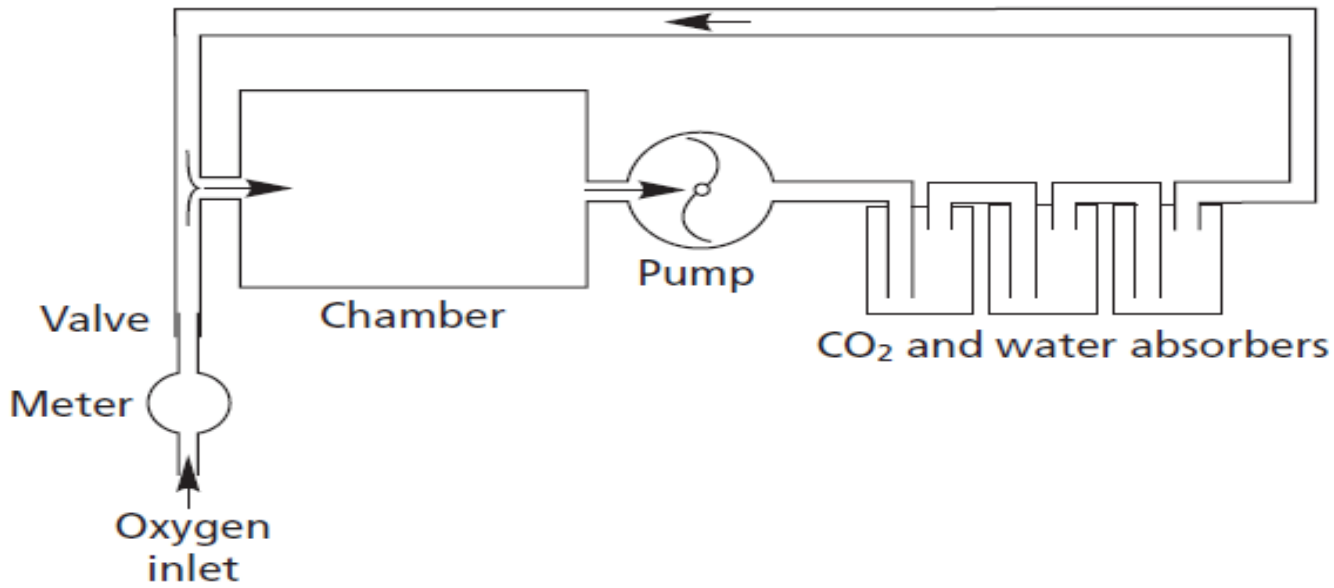 Pump
Chamber
Valve
CO₂ and water absorbers
Meter
Oxygen
inlet